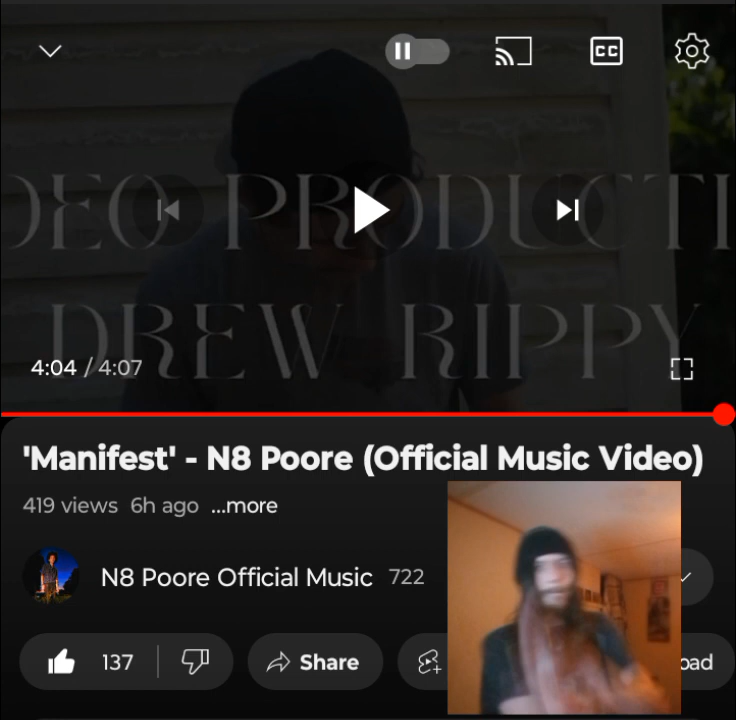 CC
DEO PRODUCTI
DREW RIPPY
4:04 / 4:07
'Manifest' - N8 Poore (Official Music Video)
419 views 6h ago ...more
N8 Poore Official Music 722
137 Share oad